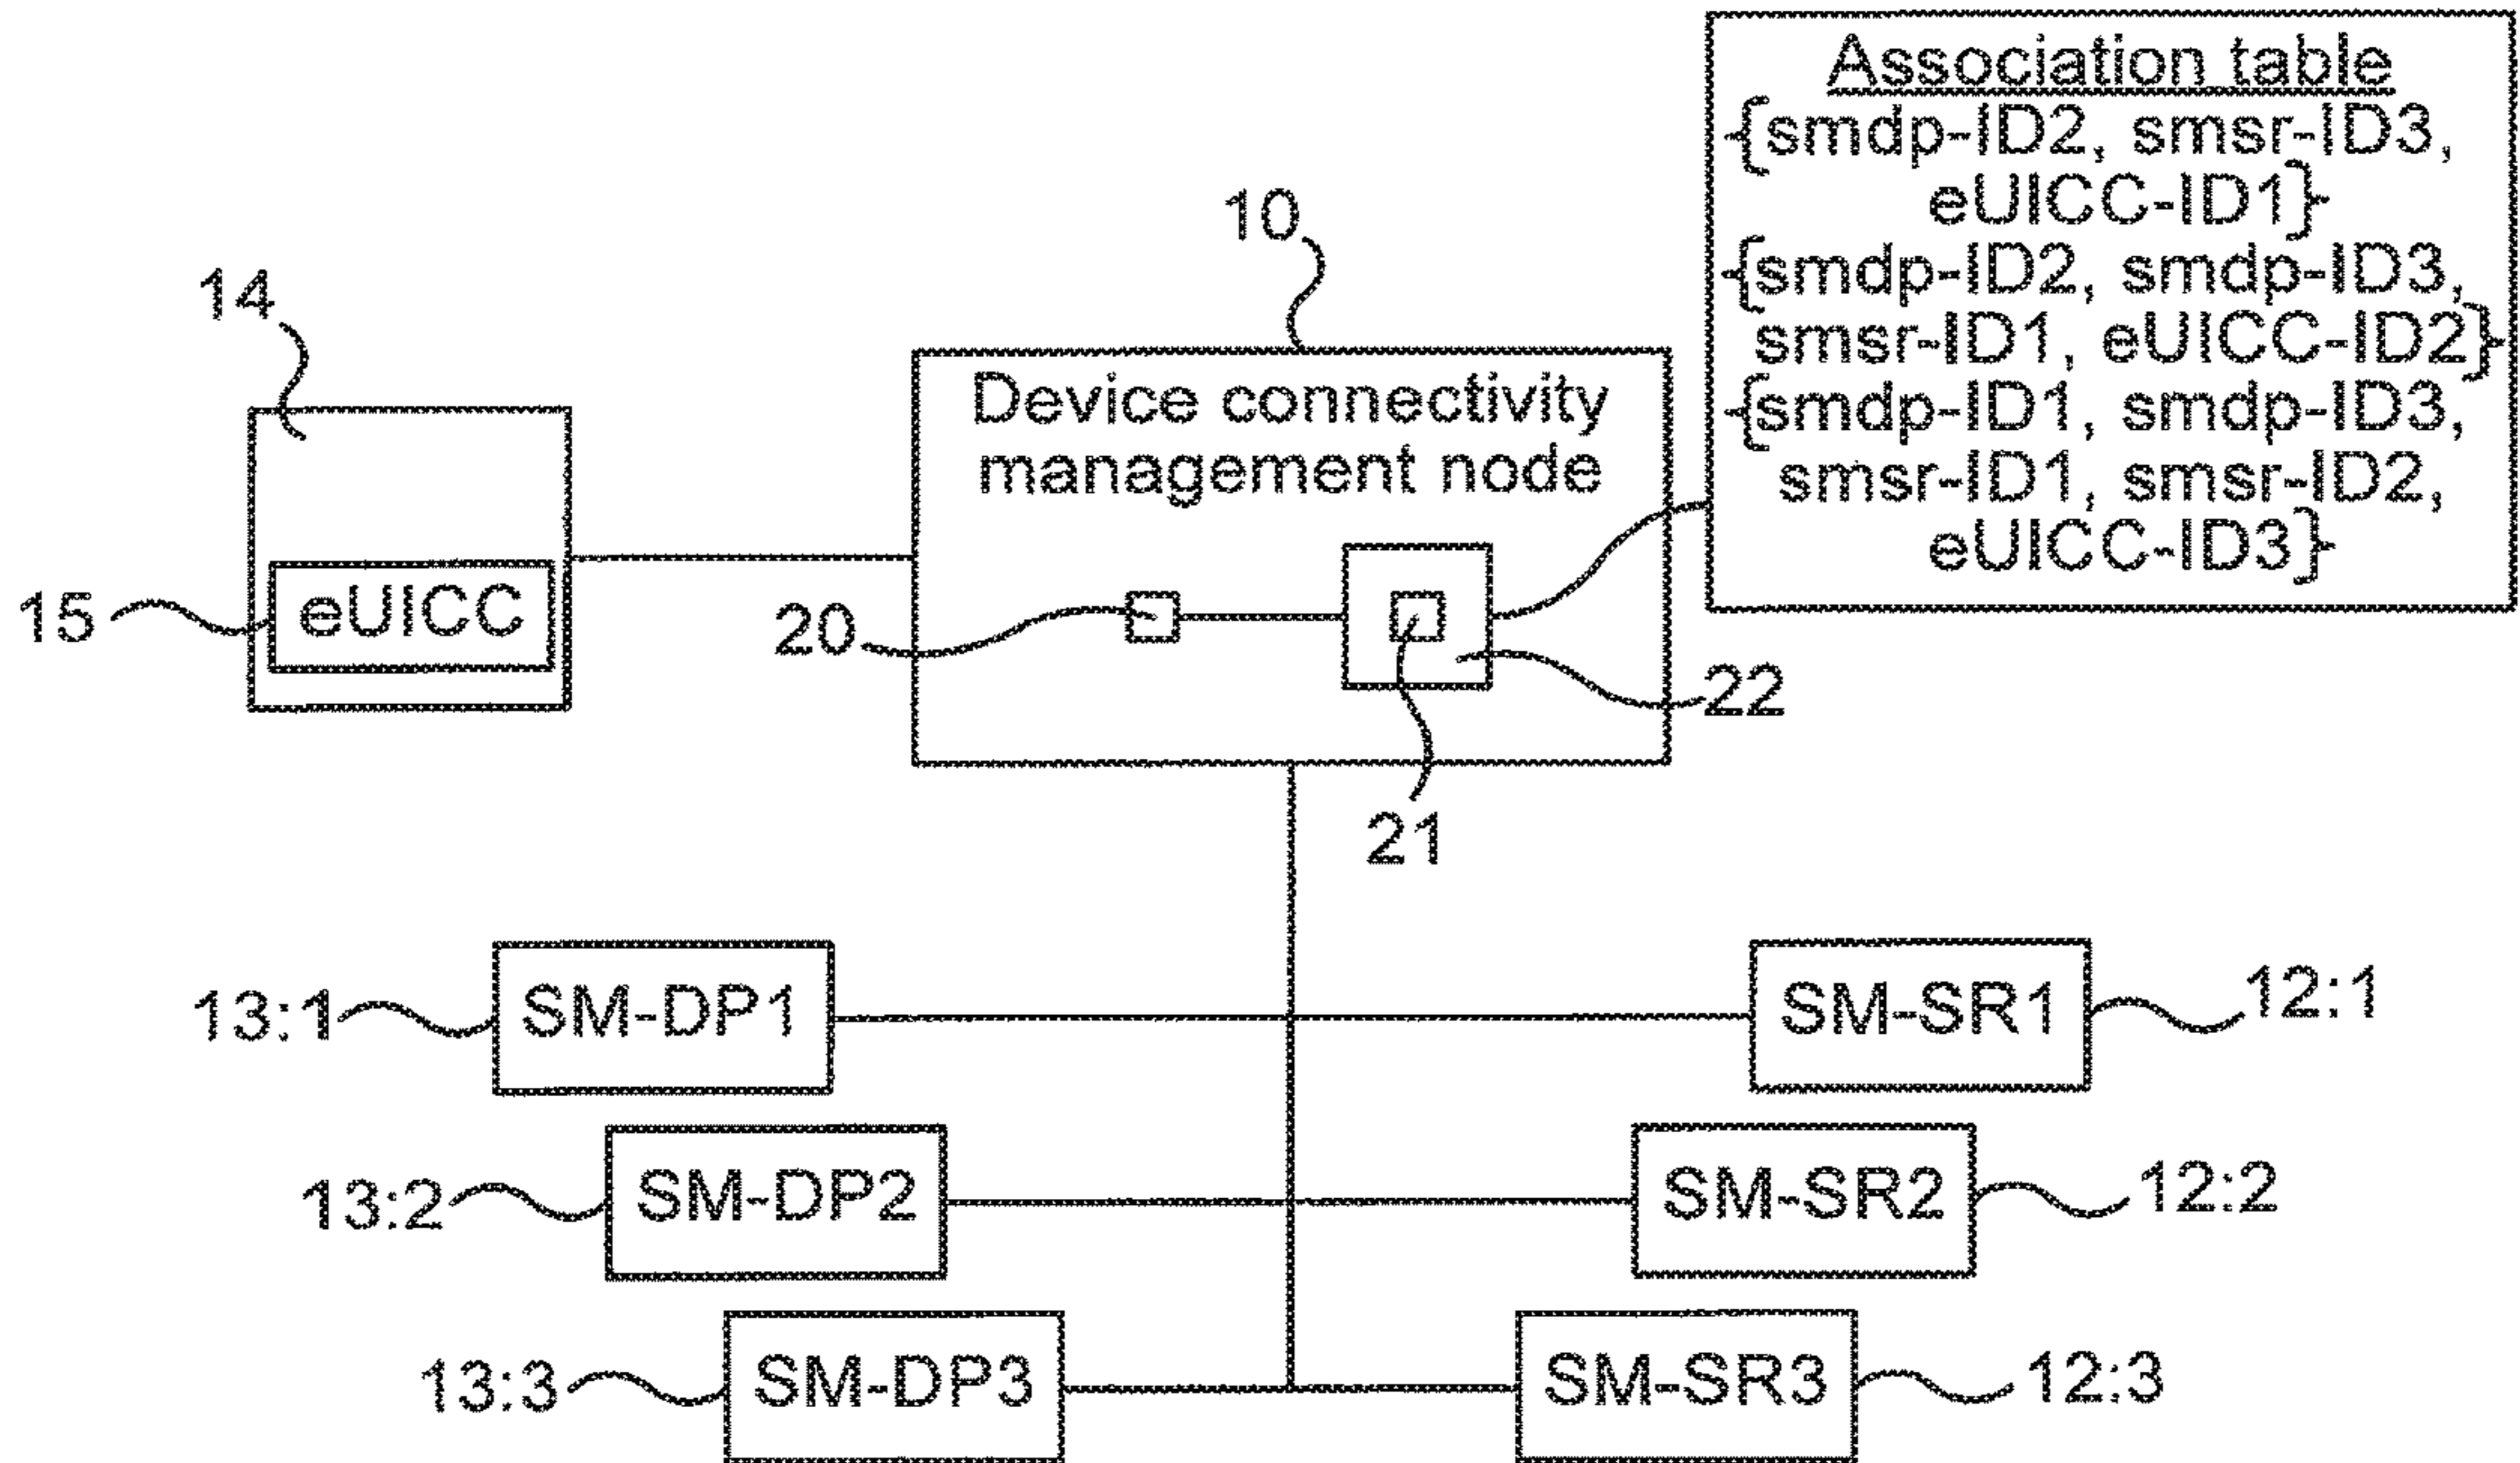 Association table
{smdp-ID2, smsr-ID3,
eUICC-ID1}
{smdp-ID2, smdp-ID3,
smsr-ID1, eUICC-ID2}
{smdp-ID1, smdp-ID3,
smsr-ID1, smsr-ID2,
eUICC-ID3}
10
14
Device connectivity
management node
15
eUICC
20
22
21
13:1
SM-DP1
SM-SR1
12:1
13:2
SM-DP2
SM-SR2
12:2
13:3
SM-DP3
SM-SR3
12:3